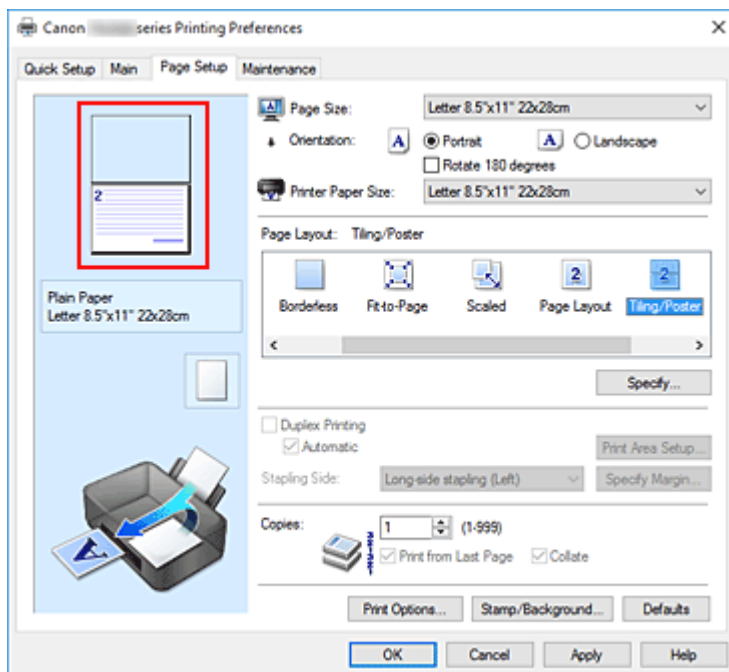 Canon series Printing Preferences
Quick Setup Main Page Setup Maintenance
2
Plain Paper
Letter 8.5"x11" 22x28cm
A
Page Size: Letter 8.5"x11" 22x28cm
Orientation: A Portrait A Landscape
Rotate 180 degrees
Printer Paper Size: Letter 8.5"x11" 22x28cm
Page Layout: Tiling/Poster
2 2
Borderless Fit-to-Page Scaled Page Layout Tiling/Poster
Specify...
Duplex Printing
Automatic Print Area Setup...
Stapling Side: Long-side stapling (Left) Specify Margin...
Copies: 1 (1-999)
Print from Last Page Collate
Print Options... Stamp/Background... Defaults
OK Cancel Apply Help